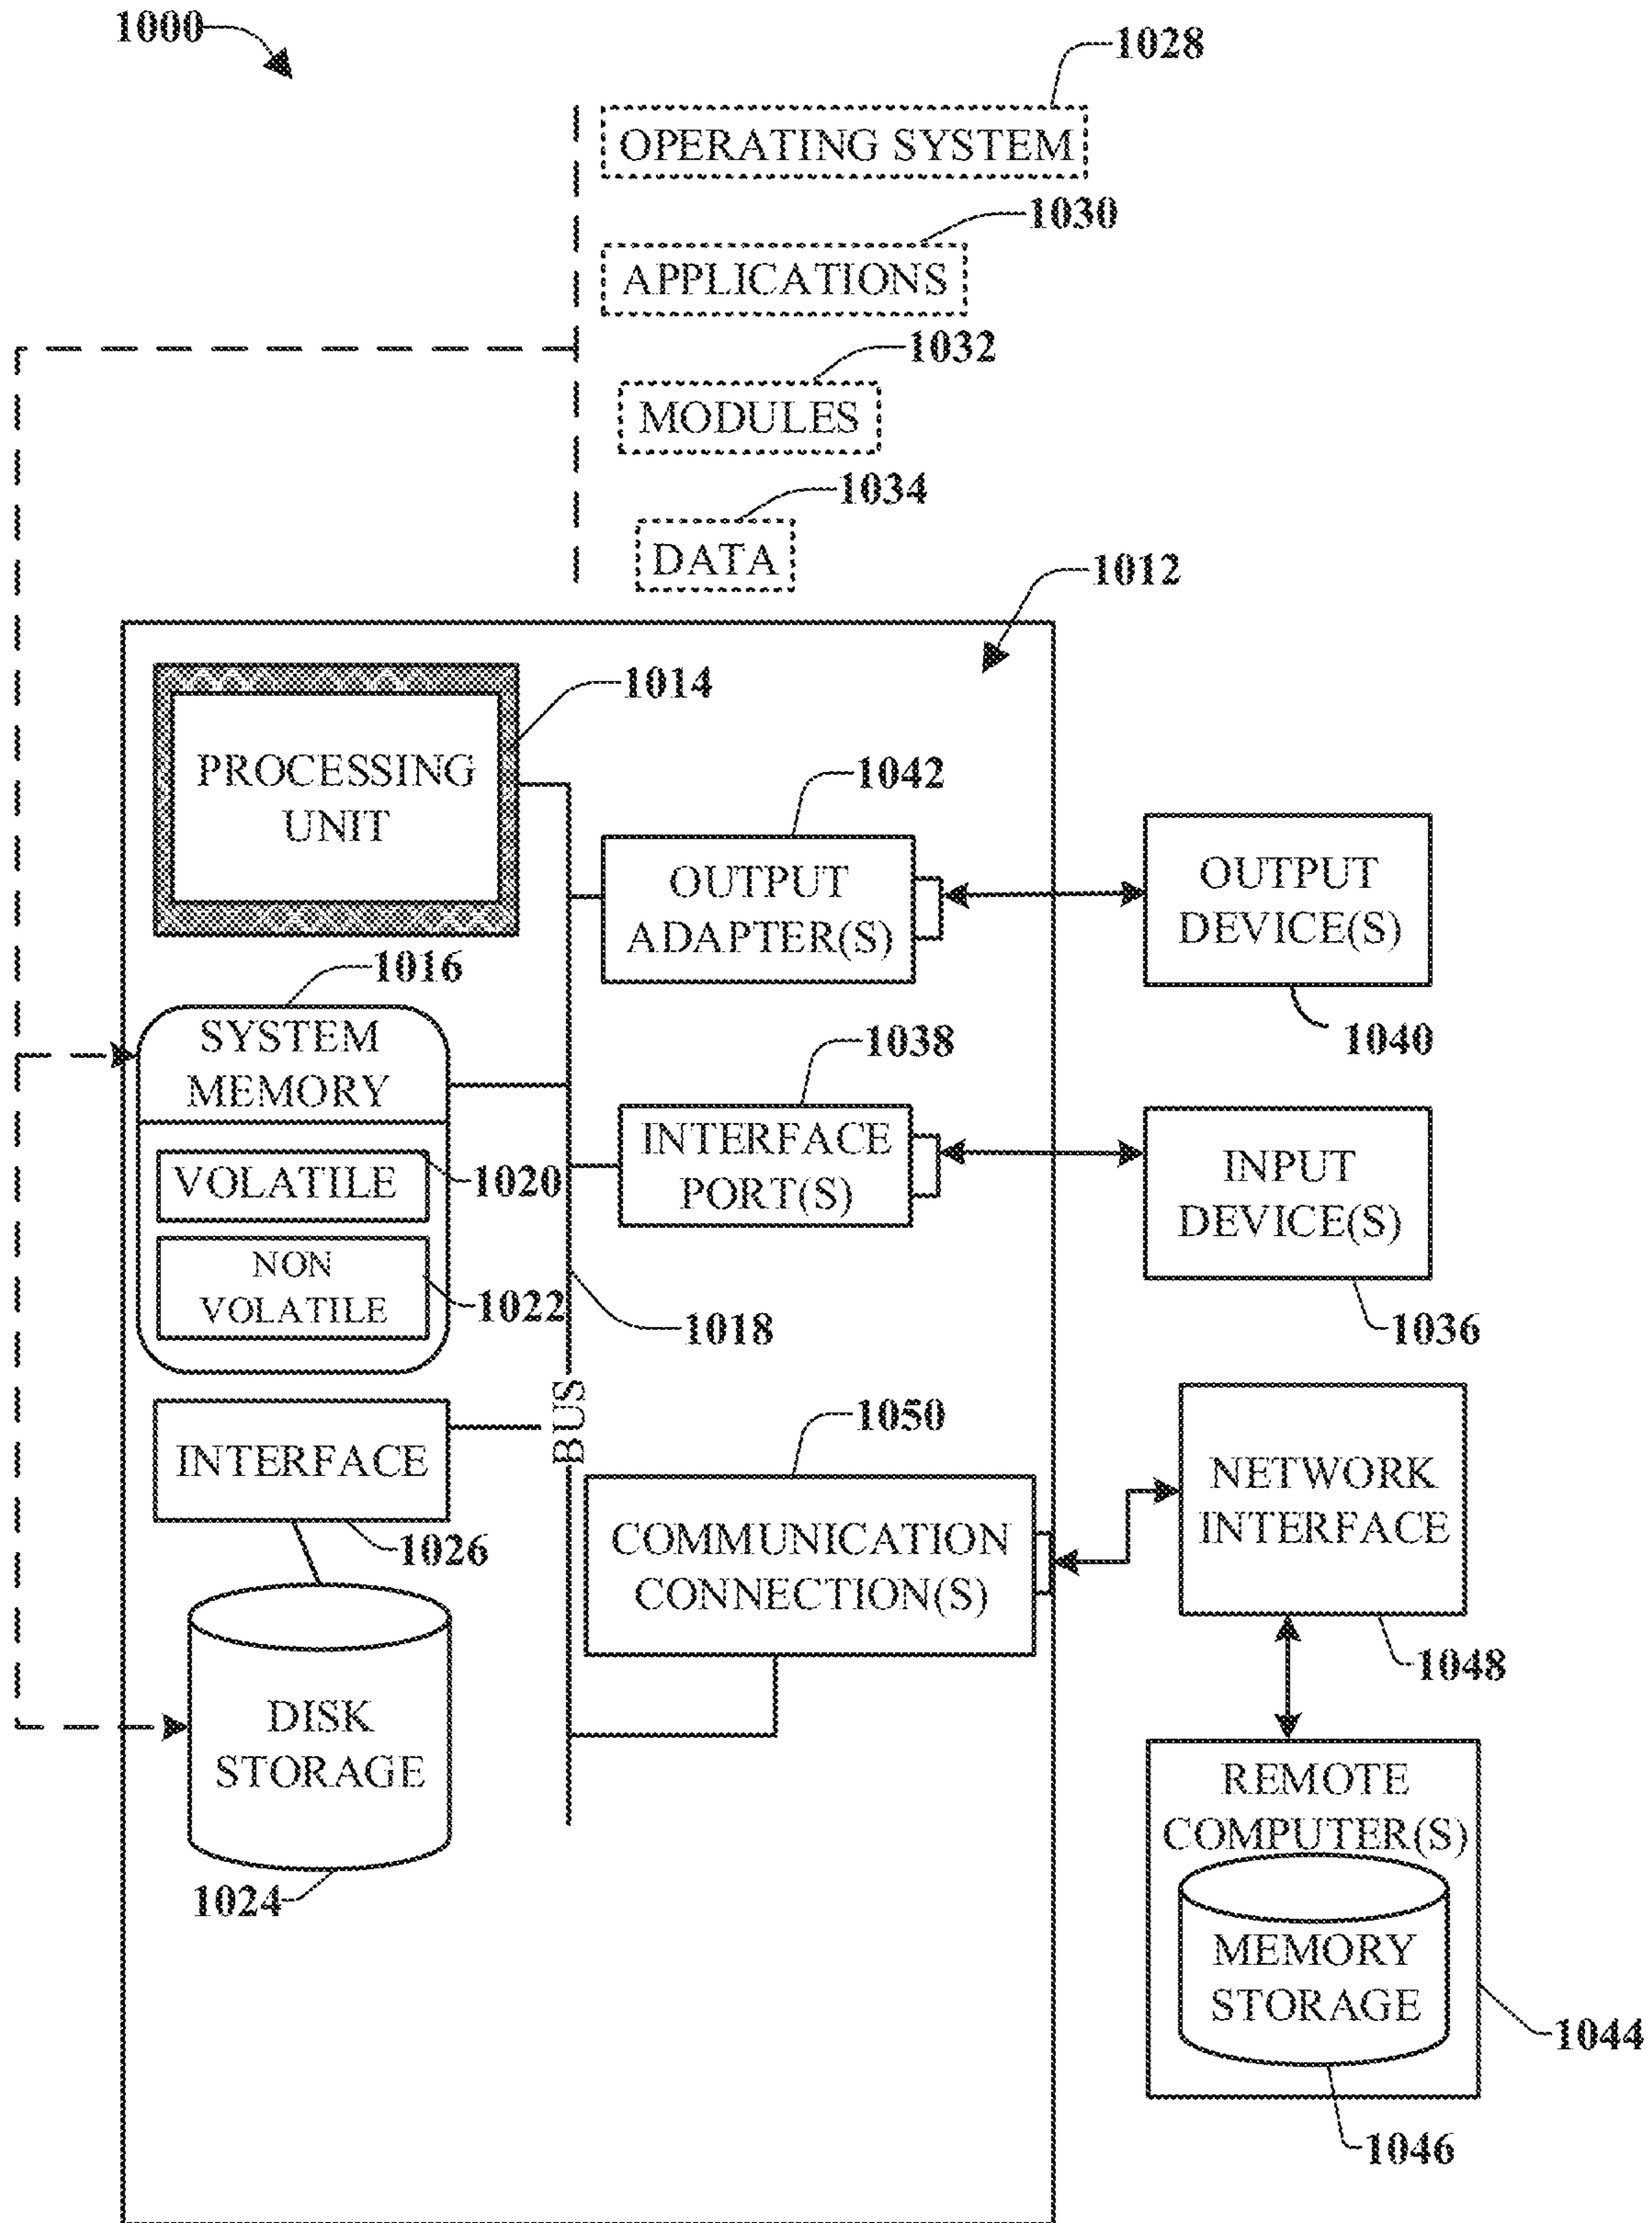 1000
1028
OPERATING SYSTEM
1030
APPLICATIONS
1032
MODULES
1034
DATA
1012
1014
PROCESSING
UNIT
1042
OUTPUT
ADAPTER(S)
OUTPUT
DEVICE(S)
1040
1016
SYSTEM
MEMORY
VOLATILE
1020
NON
VOLATILE
1022
1038
INTERFACE
PORT(S)
INPUT
DEVICE(S)
1036
1018
BUS
INTERFACE
1026
1050
COMMUNICATION
CONNECTION(S)
NETWORK
INTERFACE
1048
DISK
STORAGE
1024
REMOTE
COMPUTER(S)
MEMORY
STORAGE
1044
1046